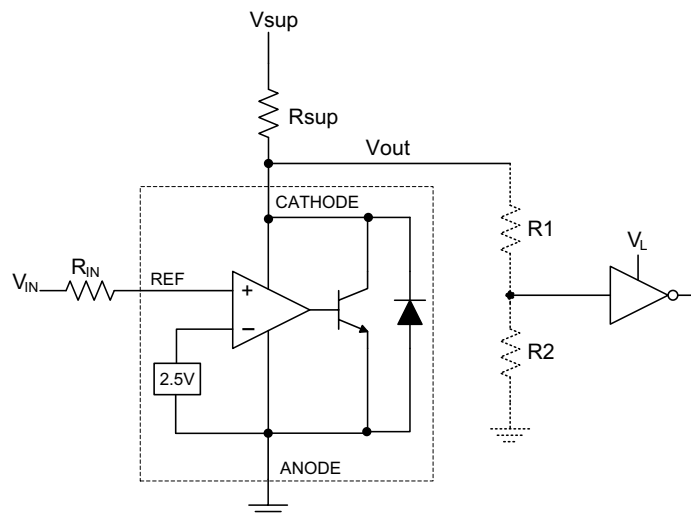 Vsup
Rsup
Vout
CATHODE
R1
RIN
VL
VIN
REF
+
–
R2
2.5V
ANODE